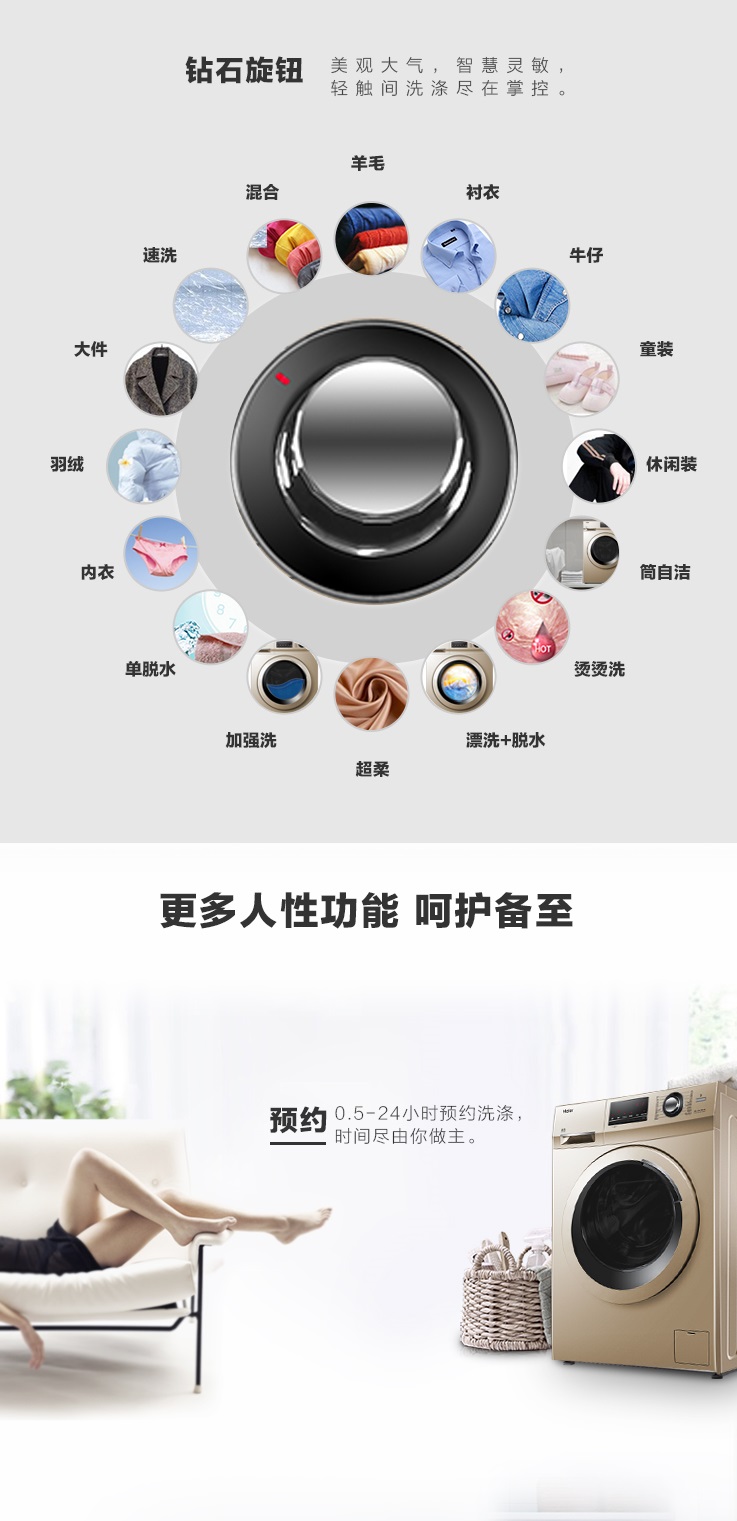 钻石旋钮
美观大气，智慧灵敏，
轻触间洗涤尽在掌控。
羊毛
混合
衬衣
速洗
牛仔
大件
童装
羽绒
休闲装
内衣
筒自洁
单脱水
烫烫洗
HOT
加强洗
漂洗+脱水
超柔
更多人性功能 呵护备至
预约
0.5-24小时预约洗涤，
时间尽由你做主。
Haier